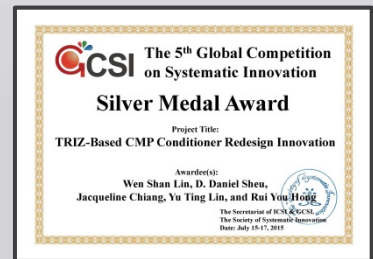 GCSI The 5th Global Competition
on Systematic Innovation
Silver Medal Award
Project Title:
TRIZ-Based CMP Conditioner Redesign Innovation
Awardee(s):
Wen Shan Lin, D. Daniel Sheu,
Jacqueline Chiang, Yu Ting Lin, and Rui You Hong
The Secretariat of ICSI & GCSI,
The Society of Systematic Innovation
Date: July 15-17, 2015